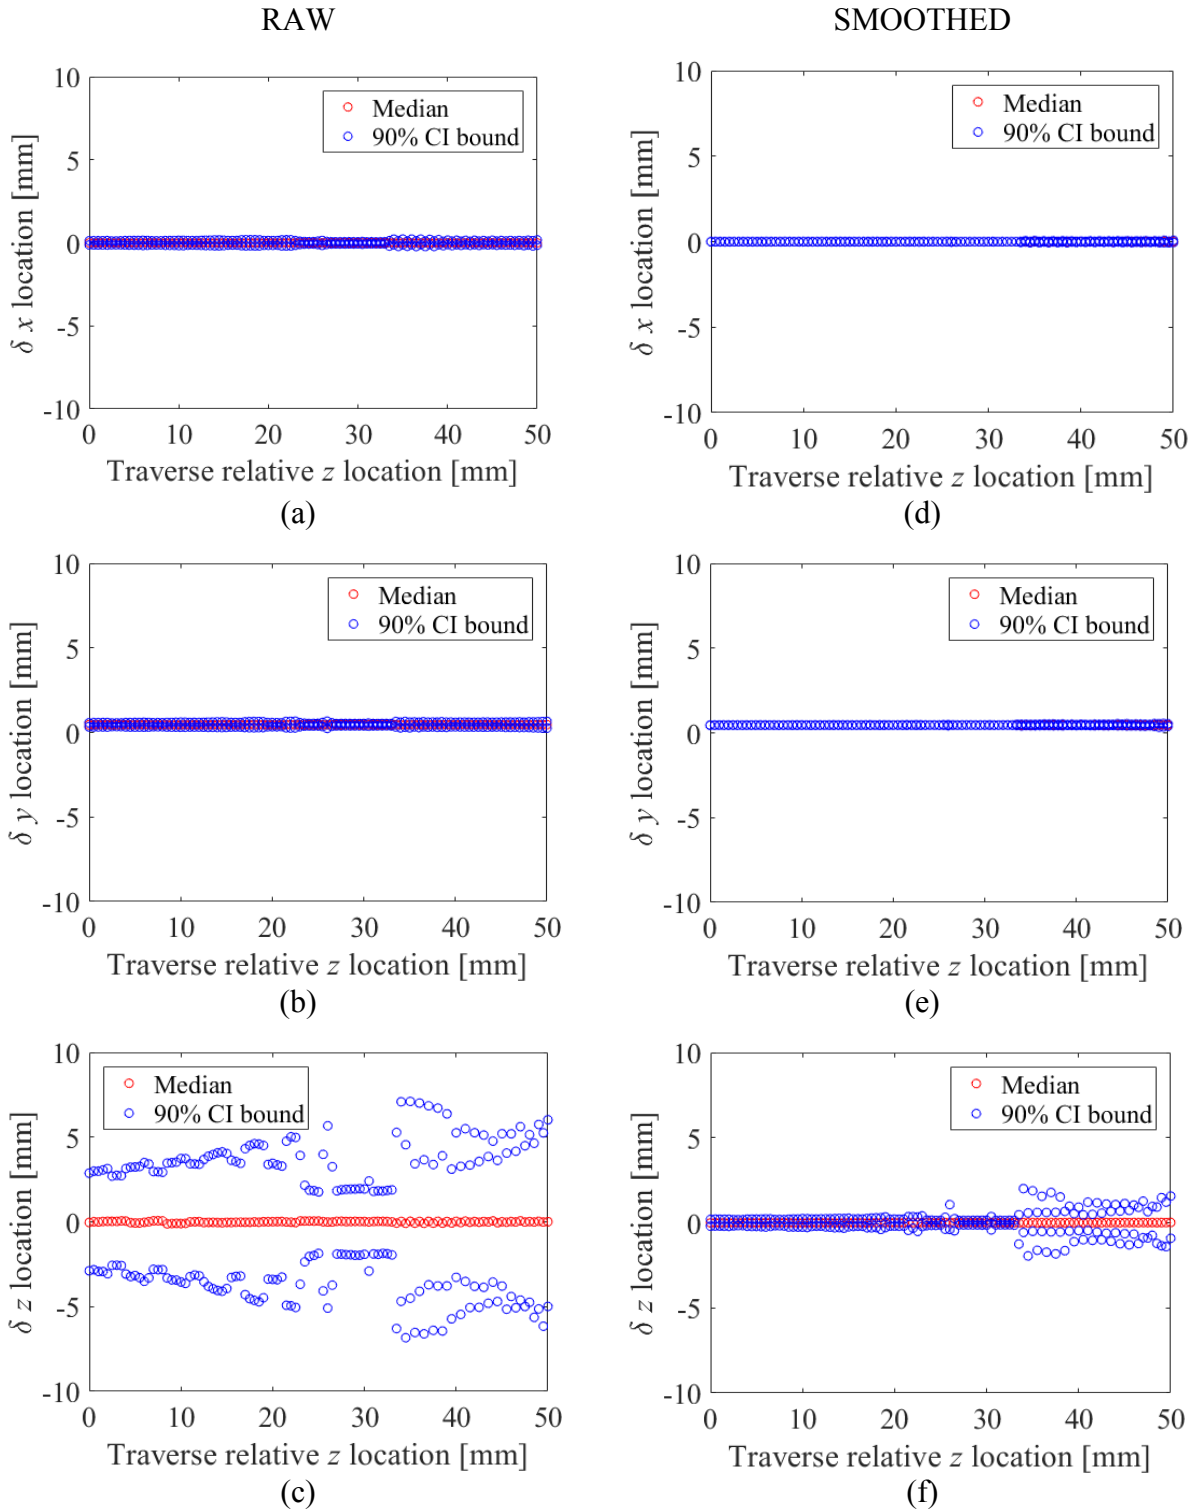 RAW
SMOOTHED
10
5
0
-5
-10
δ x location [mm]
Median
90% CI bound
0 10 20 30 40 50
Traverse relative z location [mm]
(a)
10
5
0
-5
-10
δ x location [mm]
Median
90% CI bound
0 10 20 30 40 50
Traverse relative z location [mm]
(d)
10
5
0
-5
-10
δ y location [mm]
Median
90% CI bound
0 10 20 30 40 50
Traverse relative z location [mm]
(b)
10
5
0
-5
-10
δ y location [mm]
Median
90% CI bound
0 10 20 30 40 50
Traverse relative z location [mm]
(e)
10
5
0
-5
-10
δ z location [mm]
Median
90% CI bound
0 10 20 30 40 50
Traverse relative z location [mm]
(c)
10
5
0
-5
-10
δ z location [mm]
Median
90% CI bound
0 10 20 30 40 50
Traverse relative z location [mm]
(f)